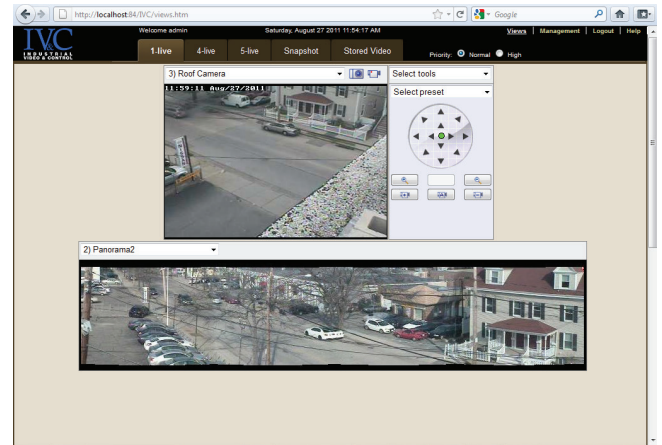 http://localhost:84/IVC/views.htm
Google
IVC
INDUSTRIAL
VIDEO & CONTROL
Welcome admin
Saturday, August 27 2011 11:54:17 AM
Views | Management | Logout | Help
1-live
4-live
5-live
Snapshot
Stored Video
Priority: Normal High
3) Roof Camera
Select tools
11:59:11 Aug/27/2011
Select preset
2) Panorama2